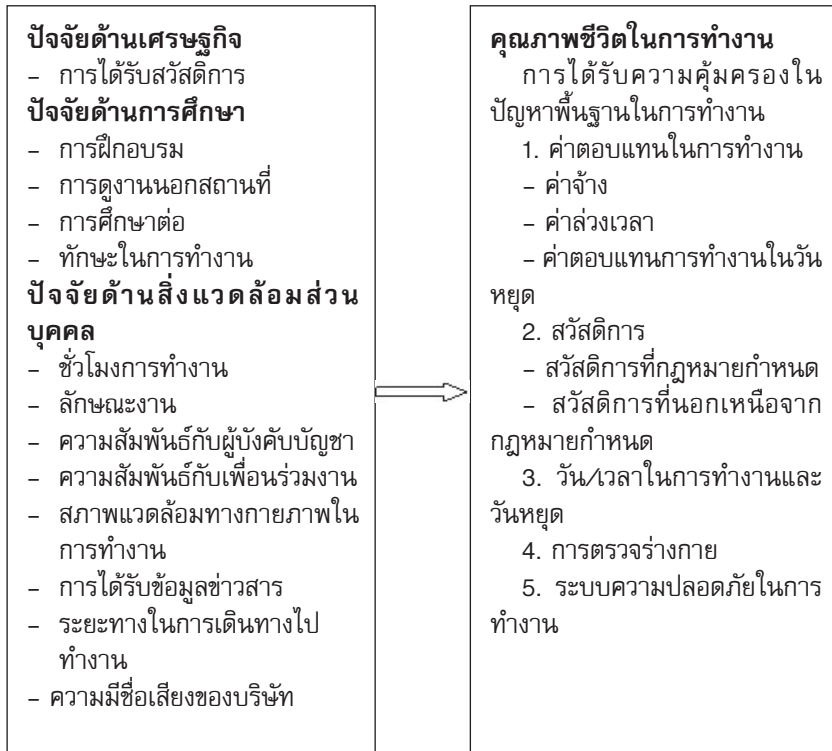 ปัจจัยด้านเศรษฐกิจ
– การได้รับสวัสดิการ
ปัจจัยด้านการศึกษา
– การฝึกอบรม
– การดูงานนอกสถานที่
– การศึกษาต่อ
– ทักษะในการทำงาน
ปัจจัยด้านสิ่งแวดล้อมส่วน
บุคคล
– ชั่วโมงการทำงาน
– ลักษณะงาน
– ความสัมพันธ์กับผู้บังคับบัญชา
– ความสัมพันธ์กับเพื่อนร่วมงาน
– สภาพแวดล้อมทางกายภาพใน
การทำงาน
– การได้รับข้อมูลข่าวสาร
– ระยะทางในการเดินทางไป
ทำงาน
– ความมีชื่อเสียงของบริษัท
คุณภาพชีวิตในการทำงาน
การได้รับความคุ้มครองใน
ปัญหาพื้นฐานในการทำงาน
1. ค่าตอบแทนในการทำงาน
– ค่าจ้าง
– ค่าล่วงเวลา
– ค่าตอบแทนการทำงานในวัน
หยุด
2. สวัสดิการ
– สวัสดิการที่กฎหมายกำหนด
– สวัสดิการที่นอกเหนือจาก
กฎหมายกำหนด
3. วัน/เวลาในการทำงานและ
วันหยุด
4. การตรวจร่างกาย
5. ระบบความปลอดภัยในการ
ทำงาน